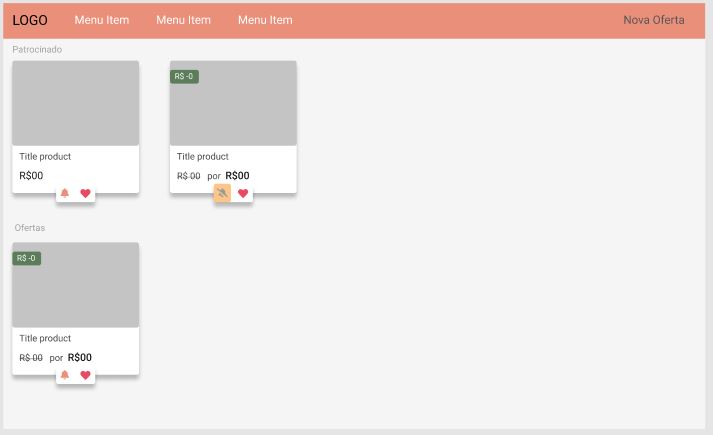 LOGO Menu Item Menu Item Menu Item Nova Oferta
Patrocinado
R$ -0
Title product Title product
R$00 R$ 00 por R$00
Ofertas
R$ -0
Title product
R$ 00 por R$00